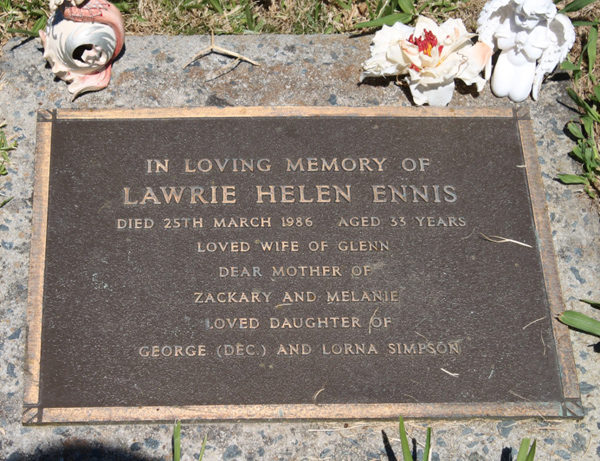 IN LOVING MEMORY OF
LAWRIE HELEN ENNIS
DIED 25TH MARCH 1986 AGED 33 YEARS
LOVED WIFE OF GLENN
DEAR MOTHER OF
ZACKARY AND MELANIE
LOVED DAUGHTER OF
GEORGE (DEC.) AND LORNA SIMPSON